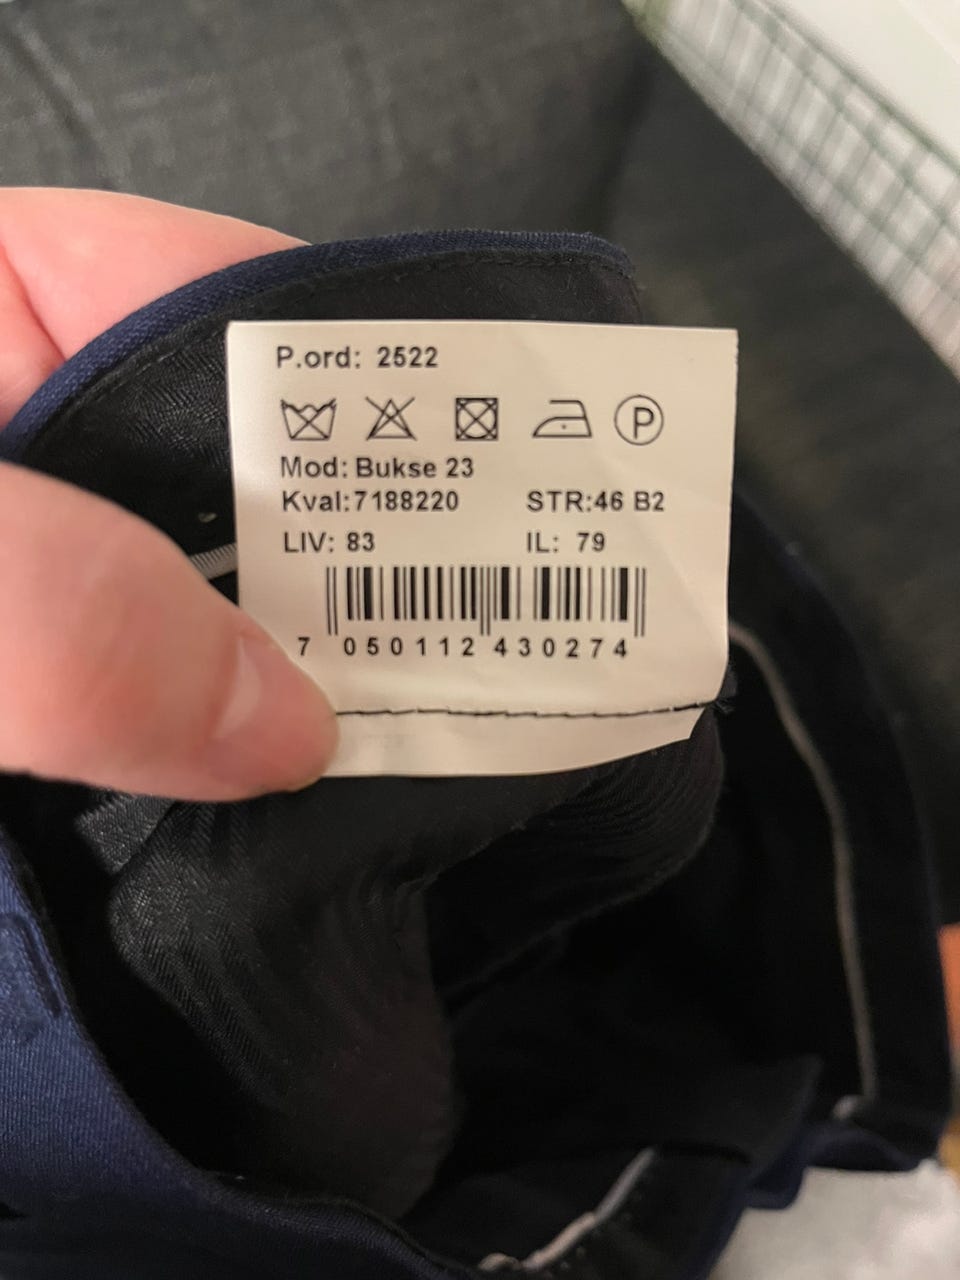 P.ord: 2522
P
Mod: Bukse 23
Kval:7188220 STR:46 B2
LIV: 83 IL: 79
7 050112 430274